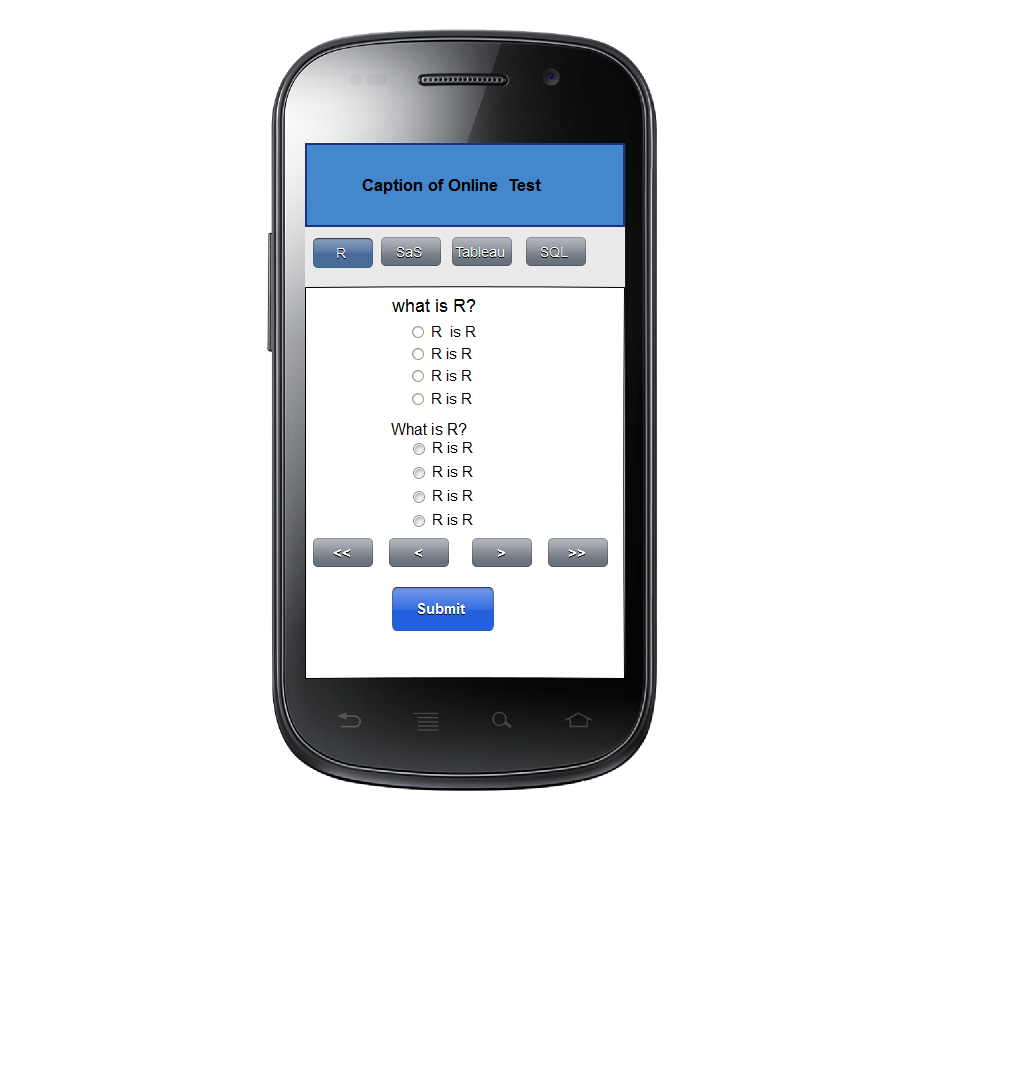 Caption of Online Test
R SaS Tableau SQL
what is R?
R is R
R is R
R is R
R is R
What is R?
R is R
R is R
R is R
R is R
<< < > >>
Submit